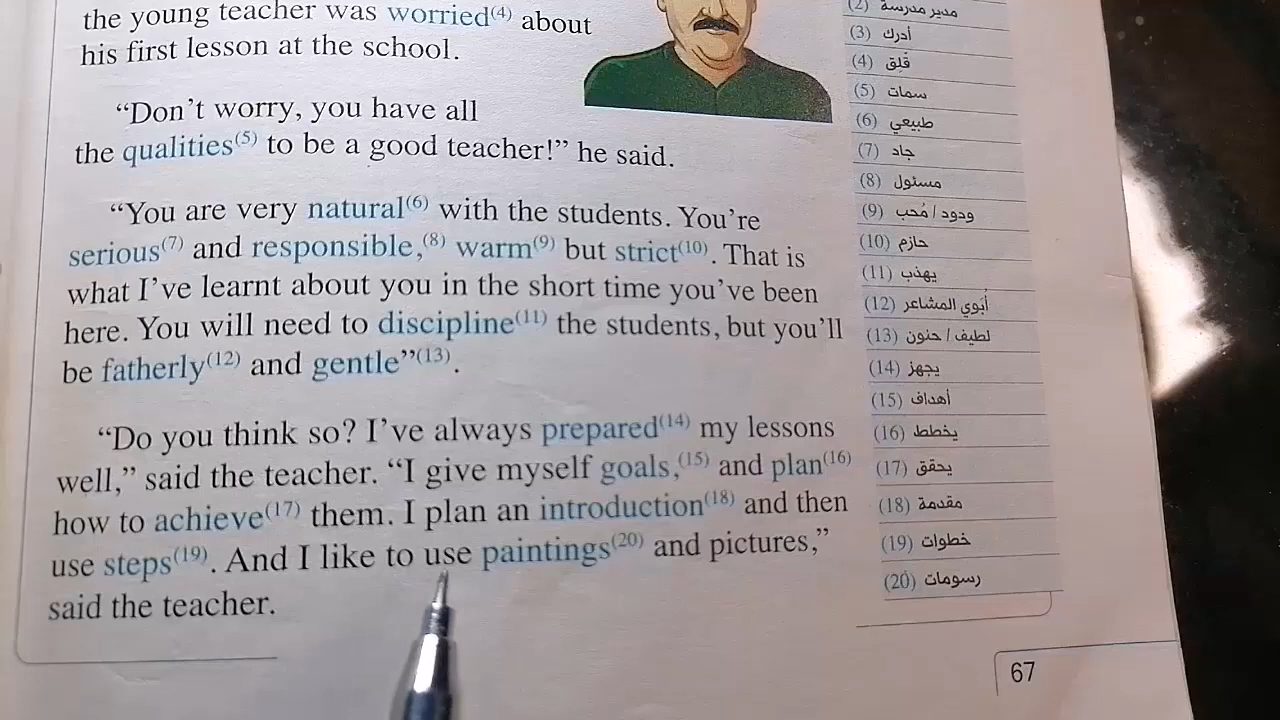 the young teacher was worried(4) about
his first lesson at the school.
“Don’t worry, you have all
the qualities(5) to be a good teacher!” he said.
“You are very natural(6) with the students. You’re
serious(7) and responsible,(8) warm(9) but strict(10). That is
what I’ve learnt about you in the short time you’ve been
here. You will need to discipline(11) the students, but you’ll
be fatherly(12) and gentle”(13).
“Do you think so? I’ve always prepared(14) my lessons
well,” said the teacher. “I give myself goals,(15) and plan(16)
how to achieve(17) them. I plan an introduction(18) and then
use steps(19). And I like to use paintings(20) and pictures,”
said the teacher.
(2) مدير مدرسة
(3) أدرك
(4) قَلِق
(5) سمات
(6) طبيعي
(7) جاد
(8) مسئول
(9) ودود / مُحب
(10) حازم
(11) يهذب
(12) أبوي المشاعر
(13) لطيف / حنون
(14) يجهز
(15) أهداف
(16) يخطط
(17) يحقق
(18) مقدمة
(19) خطوات
(20) رسومات
67